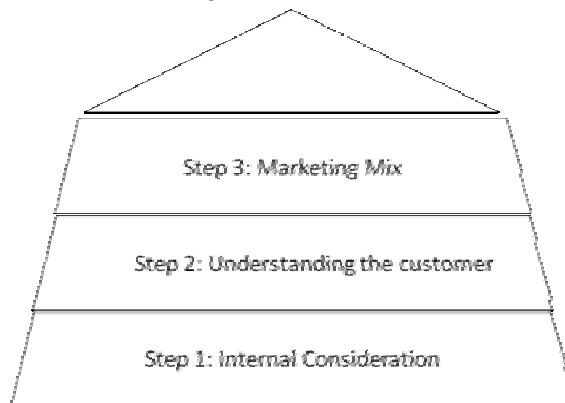 Step 3: Marketing Mix
Step 2: Understanding the customer
Step 1: Internal Consideration